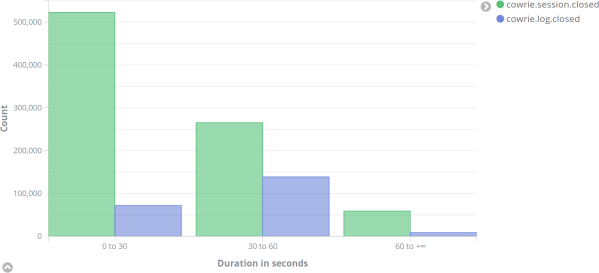 cowrie.session.closed
cowrie.log.closed
500,000
400,000
300,000
200,000
100,000
0
Count
0 to 30
30 to 60
60 to +∞
Duration in seconds